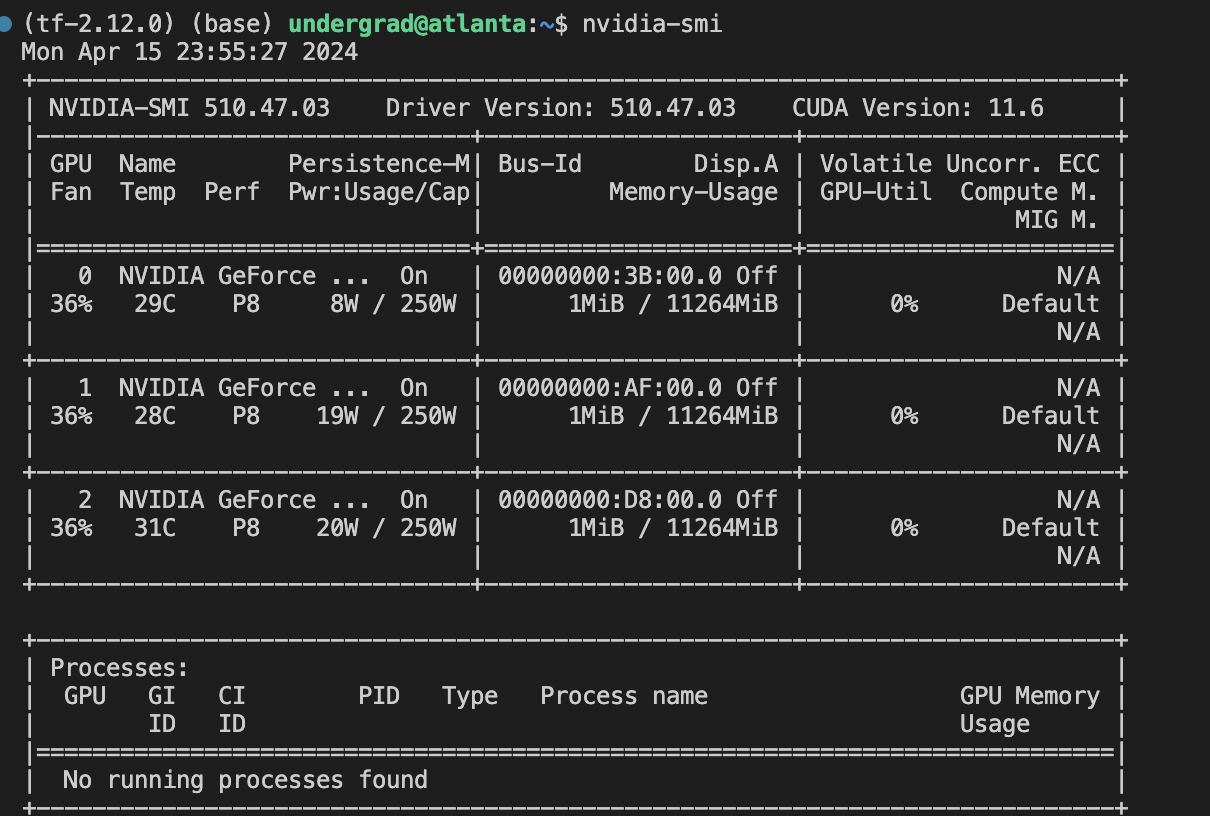 (tf-2.12.0) (base) undergrad@atlanta:~$ nvidia-smi
Mon Apr 15 23:55:27 2024
+-----------------------------------------------------------------------------+
| NVIDIA-SMI 510.47.03    Driver Version: 510.47.03    CUDA Version: 11.6     |
|-------------------------------+----------------------+----------------------+
| GPU  Name        Persistence-M| Bus-Id        Disp.A | Volatile Uncorr. ECC |
| Fan  Temp  Perf  Pwr:Usage/Cap|         Memory-Usage | GPU-Util  Compute M. |
|                               |                      |               MIG M. |
|===============================+======================+======================|
|   0  NVIDIA GeForce ...  On   | 00000000:3B:00.0 Off |                  N/A |
| 36%   29C    P8     8W / 250W |      1MiB / 11264MiB |      0%      Default |
|                               |                      |                  N/A |
+-------------------------------+----------------------+----------------------+
|   1  NVIDIA GeForce ...  On   | 00000000:AF:00.0 Off |                  N/A |
| 36%   28C    P8    19W / 250W |      1MiB / 11264MiB |      0%      Default |
|                               |                      |                  N/A |
+-------------------------------+----------------------+----------------------+
|   2  NVIDIA GeForce ...  On   | 00000000:D8:00.0 Off |                  N/A |
| 36%   31C    P8    20W / 250W |      1MiB / 11264MiB |      0%      Default |
|                               |                      |                  N/A |
+-------------------------------+----------------------+----------------------+

+-----------------------------------------------------------------------------+
| Processes:                                                                  |
|  GPU   GI   CI        PID   Type   Process name                  GPU Memory |
|        ID   ID                                                   Usage      |
|=============================================================================|
|  No running processes found                                                 |
+-----------------------------------------------------------------------------+